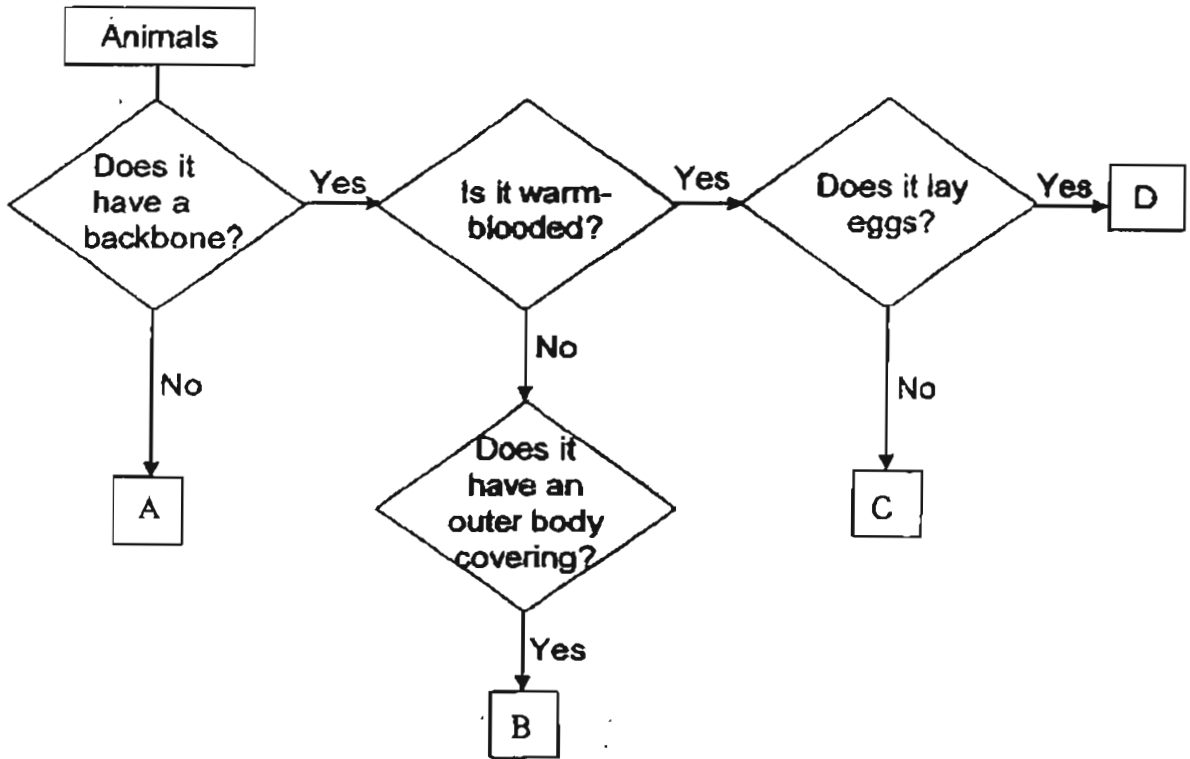 Animals
Does it
have a
backbone?
Yes
Is it warm-
blooded?
Yes
Does it lay
eggs?
Yes
D
No
No
No
A
Does it
have an
outer body
covering?
C
Yes
B